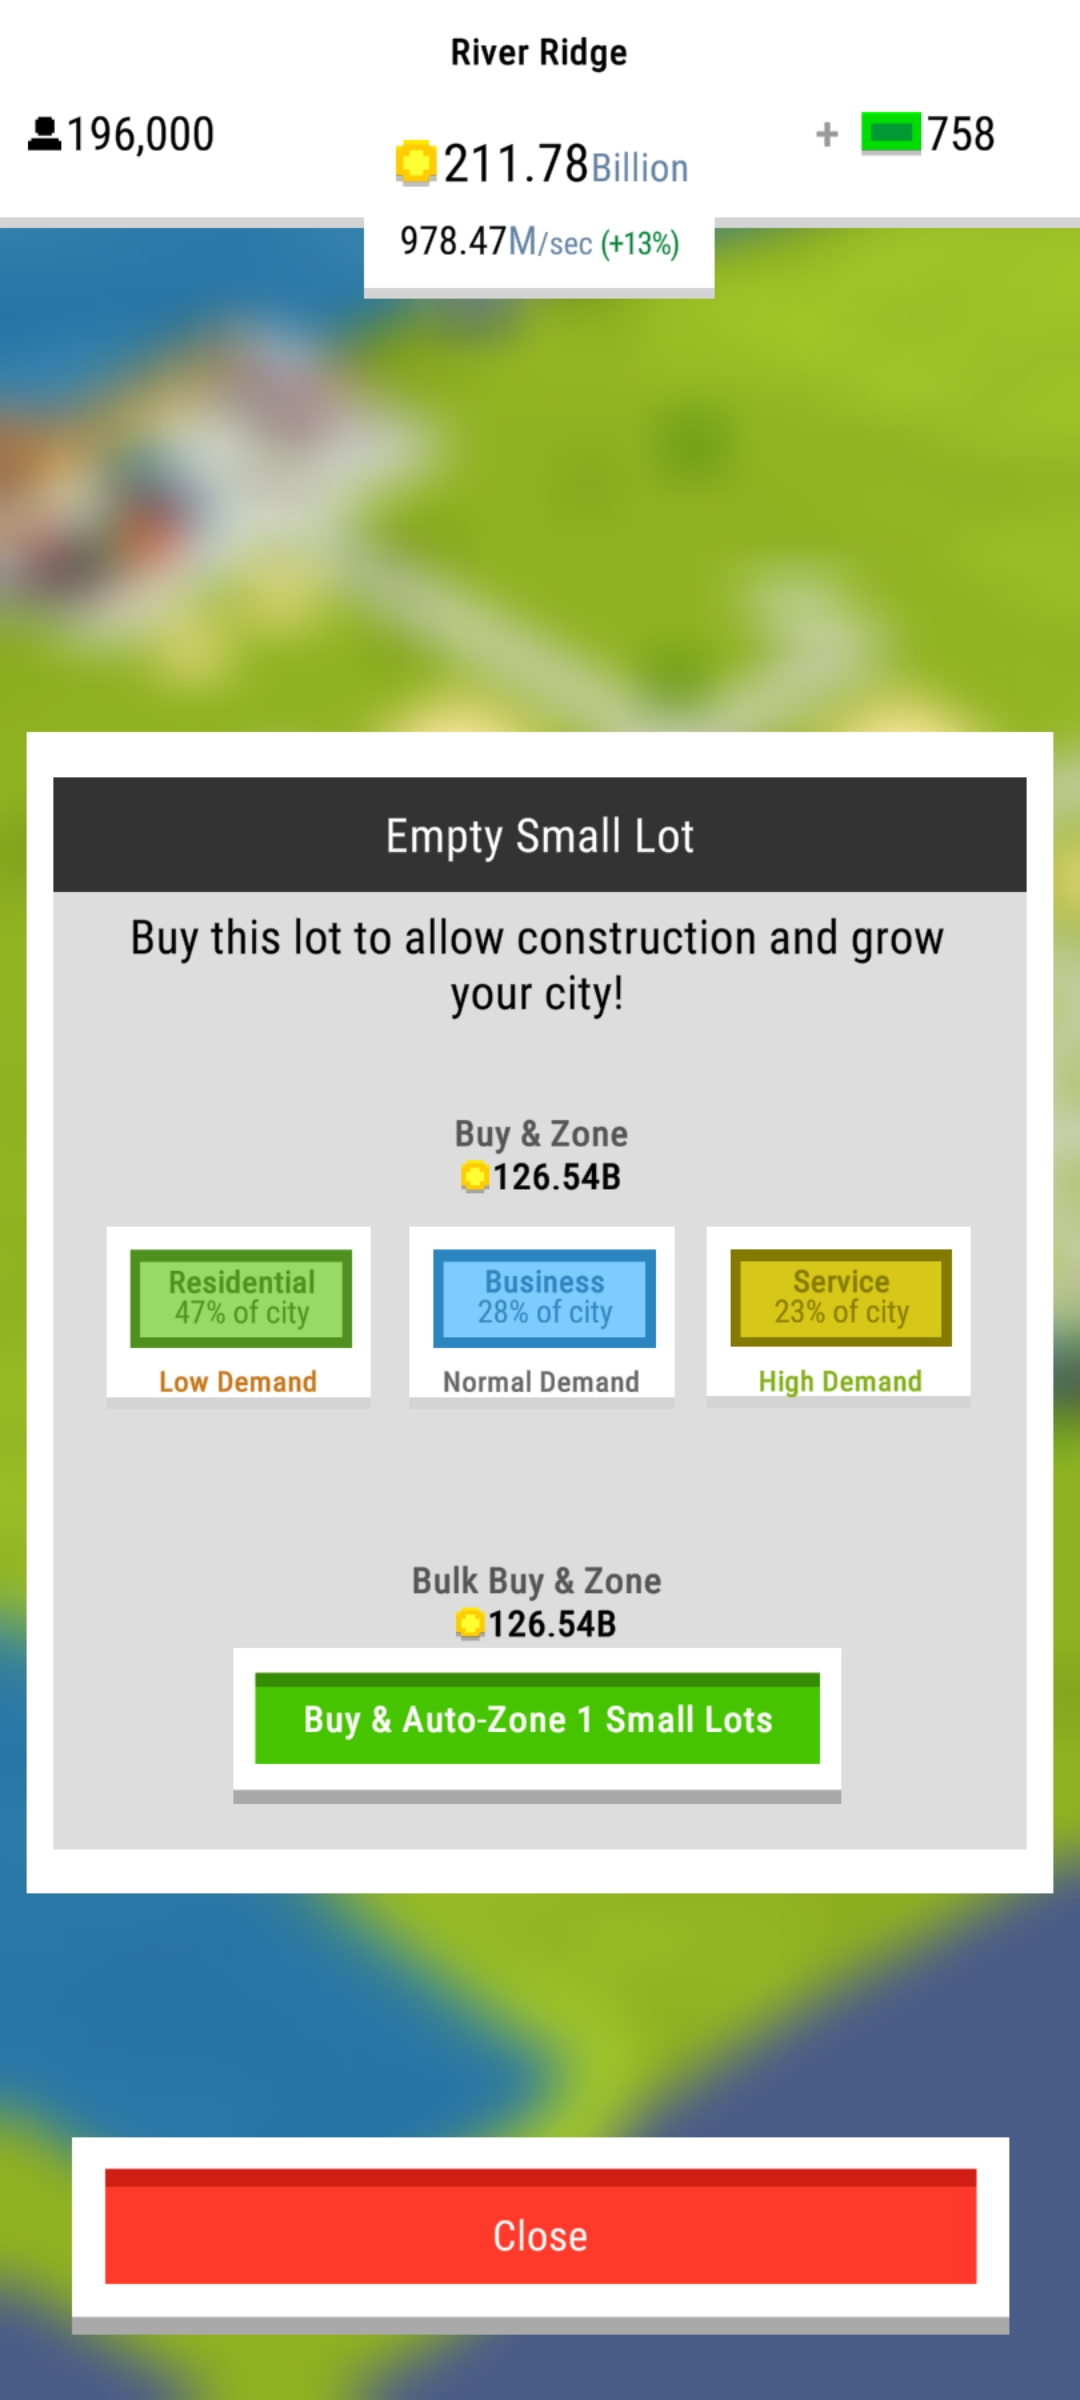 River Ridge
196,000
211.78Billion
+ 758
978.47M/sec (+13%)
Empty Small Lot
Buy this lot to allow construction and grow
your city!
Buy & Zone
126.54B
Residential
47% of city
Low Demand
Business
28% of city
Normal Demand
Service
23% of city
High Demand
Bulk Buy & Zone
126.54B
Buy & Auto-Zone 1 Small Lots
Close